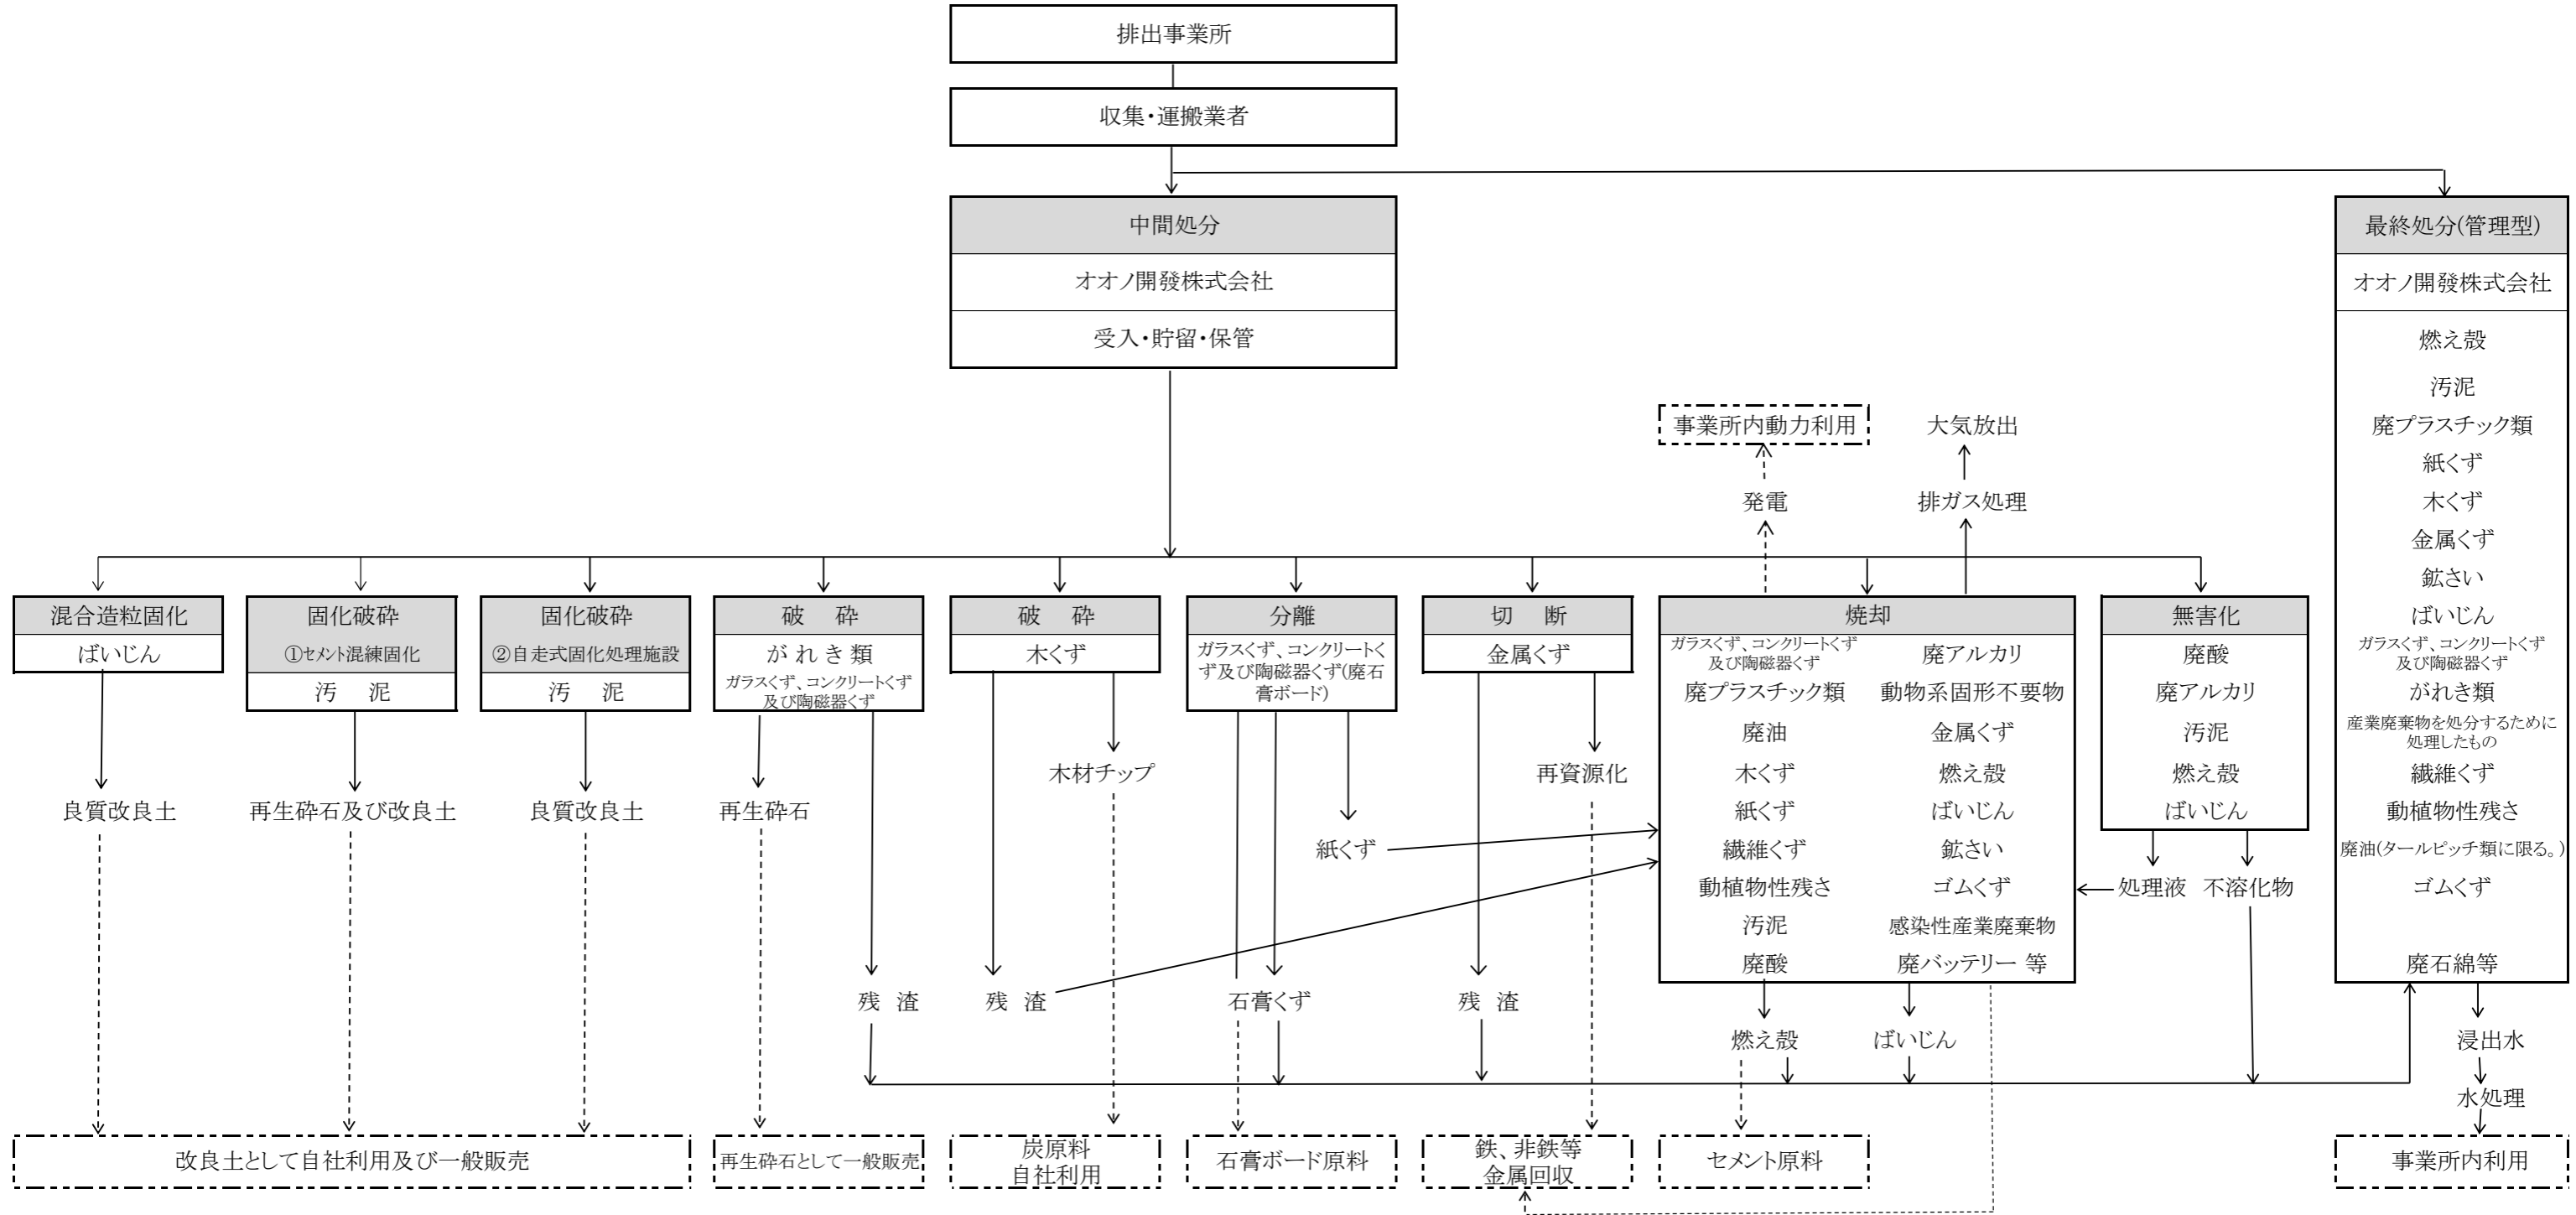 排出事業所
収集・運搬業者
中間処分
オオノ開發株式会社
受入・貯留・保管
最終処分(管理型)
オオノ開發株式会社
燃え殻
汚泥
廃プラスチック類
紙くず
木くず
金属くず
鉱さい
ばいじん
ガラスくず、コンクリートくず
及び陶磁器くず
がれき類
産業廃棄物を処分するために
処理したもの
繊維くず
動植物性残さ
廃油(タールピッチ類に限る。)
ゴムくず
廃石綿等
浸出水
水処理
事業所内利用
事業所内動力利用
大気放出
発電
排ガス処理
混合造粒固化
ばいじん
良質改良土
固化破砕
①セメント混練固化
汚 泥
再生砕石及び改良土
固化破砕
②自走式固化処理施設
汚 泥
良質改良土
改良土として自社利用及び一般販売
破 砕
がれき類
ガラスくず、コンクリートくず
及び陶磁器くず
再生砕石
残 渣
再生砕石として一般販売
破 砕
木くず
木材チップ
残 渣
炭原料
自社利用
分離
ガラスくず、コンクリートく
ず及び陶磁器くず(廃石
膏ボード)
紙くず
石膏くず
石膏ボード原料
切 断
金属くず
再資源化
残 渣
鉄、非鉄等
金属回収
焼却
ガラスくず、コンクリートくず
及び陶磁器くず
廃プラスチック類
廃油
木くず
紙くず
繊維くず
動植物性残さ
汚泥
廃酸
廃アルカリ
動物系固形不要物
金属くず
燃え殻
ばいじん
鉱さい
ゴムくず
感染性産業廃棄物
廃バッテリー 等
燃え殻
ばいじん
セメント原料
無害化
廃酸
廃アルカリ
汚泥
燃え殻
ばいじん
処理液
不溶化物